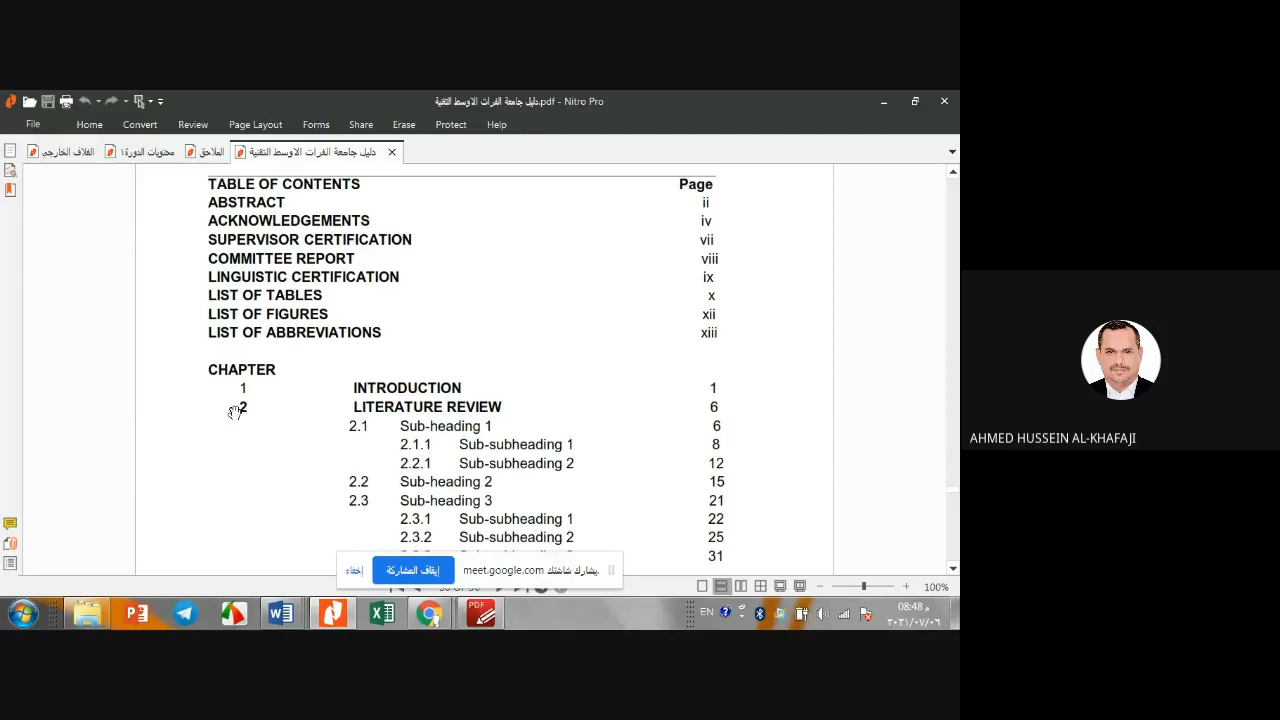 دليل جامعة الفرات الاوسط التقنية.pdf - Nitro Pro
File Home Convert Review Page Layout Forms Share Erase Protect Help
الغلاف الخارجي محتويات الدورة١ الملاحق دليل جامعة الفرات الاوسط التقنية
TABLE OF CONTENTS Page
ABSTRACT ii
ACKNOWLEDGEMENTS iv
SUPERVISOR CERTIFICATION vii
COMMITTEE REPORT viii
LINGUISTIC CERTIFICATION ix
LIST OF TABLES x
LIST OF FIGURES xii
LIST OF ABBREVIATIONS xiii
CHAPTER
1 INTRODUCTION 1
2 LITERATURE REVIEW 6
2.1 Sub-heading 1 6
2.1.1 Sub-subheading 1 8
2.2.1 Sub-subheading 2 12
2.2 Sub-heading 2 15
2.3 Sub-heading 3 21
2.3.1 Sub-subheading 1 22
2.3.2 Sub-subheading 2 25
31
يشارك شاشتك meet.google.com.
إيقاف المشاركة
إخفاء
100%
PDF
EN
08:48 م
٢٠٢١/٠٧/٠٦
AHMED HUSSEIN AL-KHAFAJI